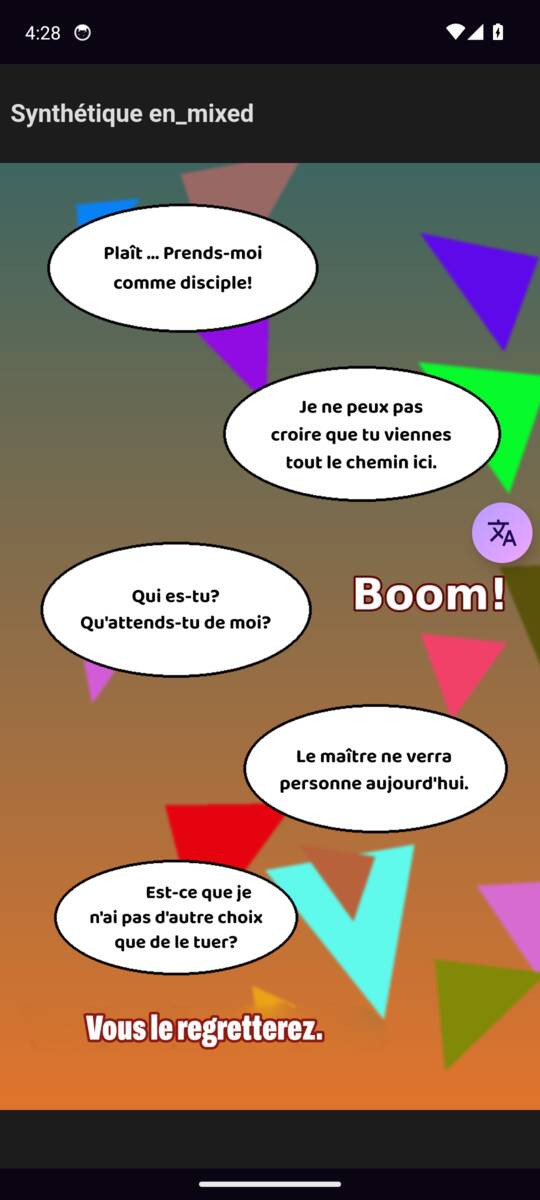 4:28
Synthétique en_mixed
Plaît ... Prends-moi
comme disciple!
Je ne peux pas
croire que tu viennes
tout le chemin ici.
Qui es-tu?
Qu'attends-tu de moi?
Boom!
Le maître ne verra
personne aujourd'hui.
Est-ce que je
n'ai pas d'autre choix
que de le tuer?
Vous le regretterez.